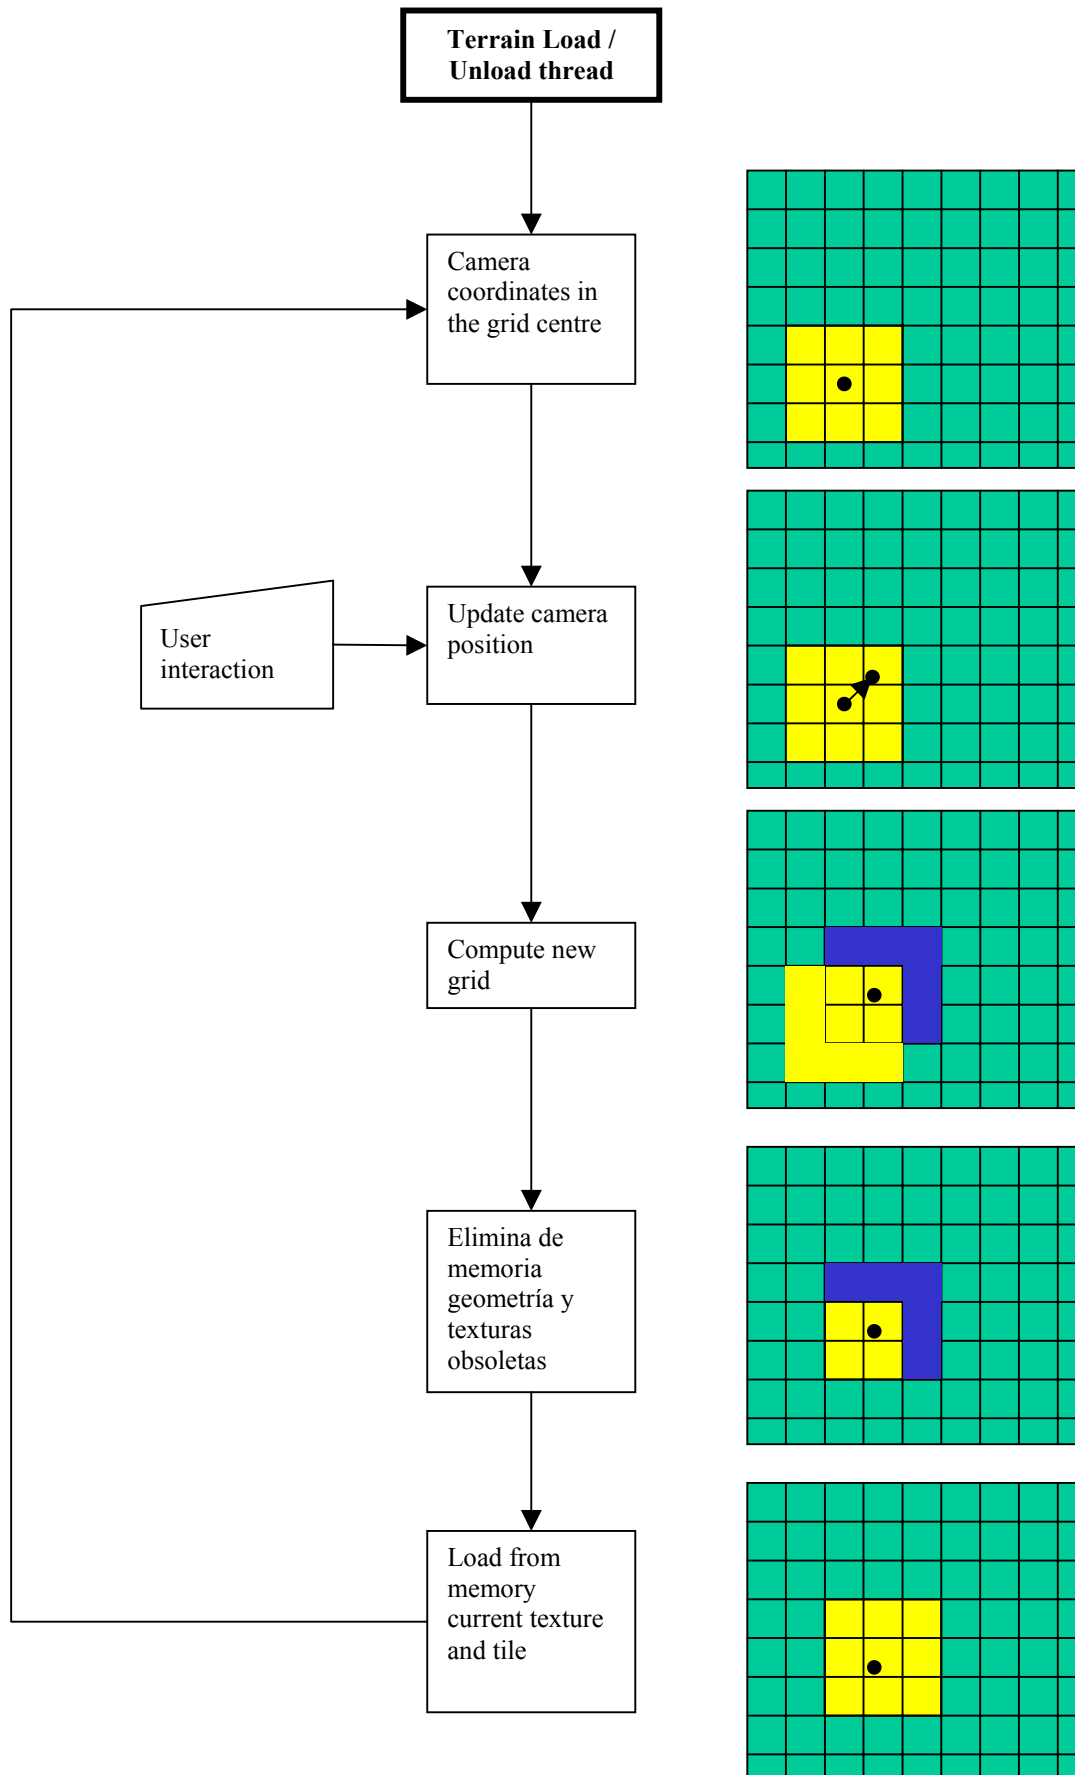 Terrain Load /
Unload thread
Camera
coordinates in
the grid centre
User
interaction
Update camera
position
Compute new
grid
Elimina de
memoria
geometría y
texturas
obsoletas
Load from
memory
current texture
and tile